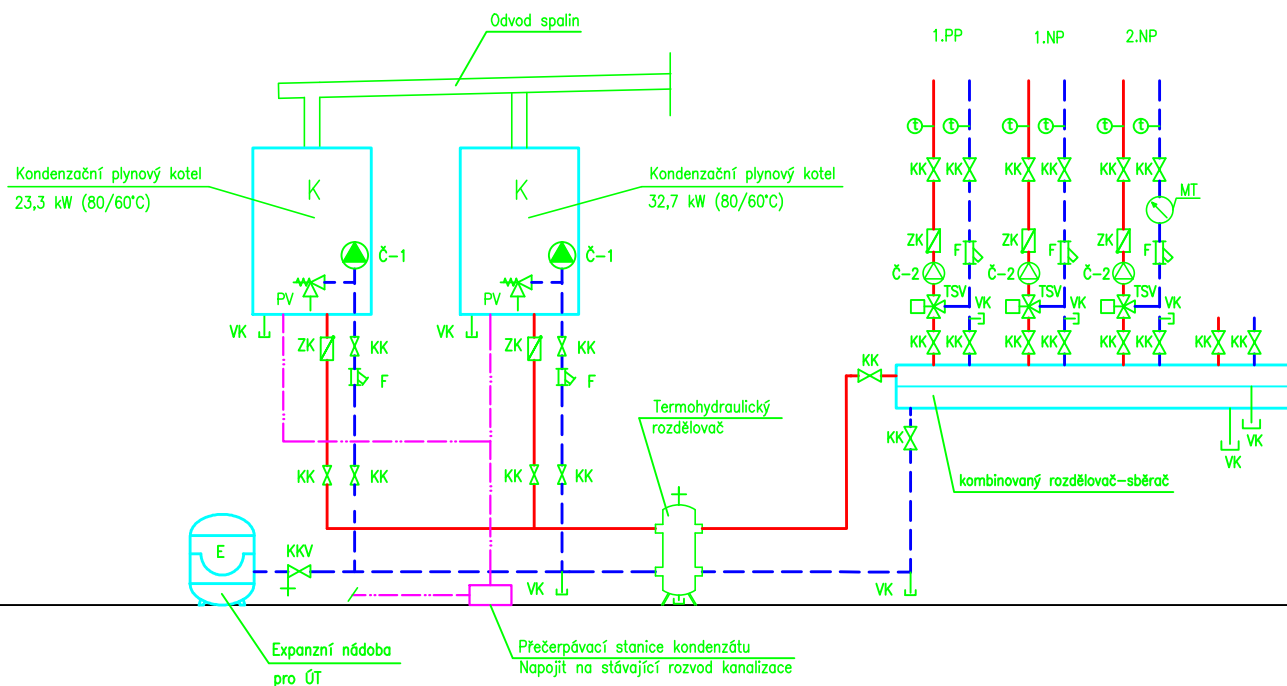 Odvod spalin
1.PP
1.NP
2.NP
t
t
t
t
t
t
Kondenzační plynový kotel
23,3 kW (80/60°C)
K
Kondenzační plynový kotel
32,7 kW (80/60°C)
K
KK
KK
KK
KK
KK
KK
MT
ZK
F
ZK
F
ZK
F
Č-1
Č-1
Č-2
Č-2
Č-2
PV
PV
TSV
TSV
TSV
VK
VK
VK
VK
VK
ZK
KK
ZK
KK
KK
KK
KK
KK
KK
KK
KK
KK
F
F
KK
Termohydraulický
rozdělovač
KK
VK
VK
KK
KK
KK
KK
kombinovaný rozdělovač-sběrač
E
KKV
VK
VK
Expanzní nádoba
pro ÚT
Přečerpávací stanice kondenzátu
Napojit na stávající rozvod kanalizace